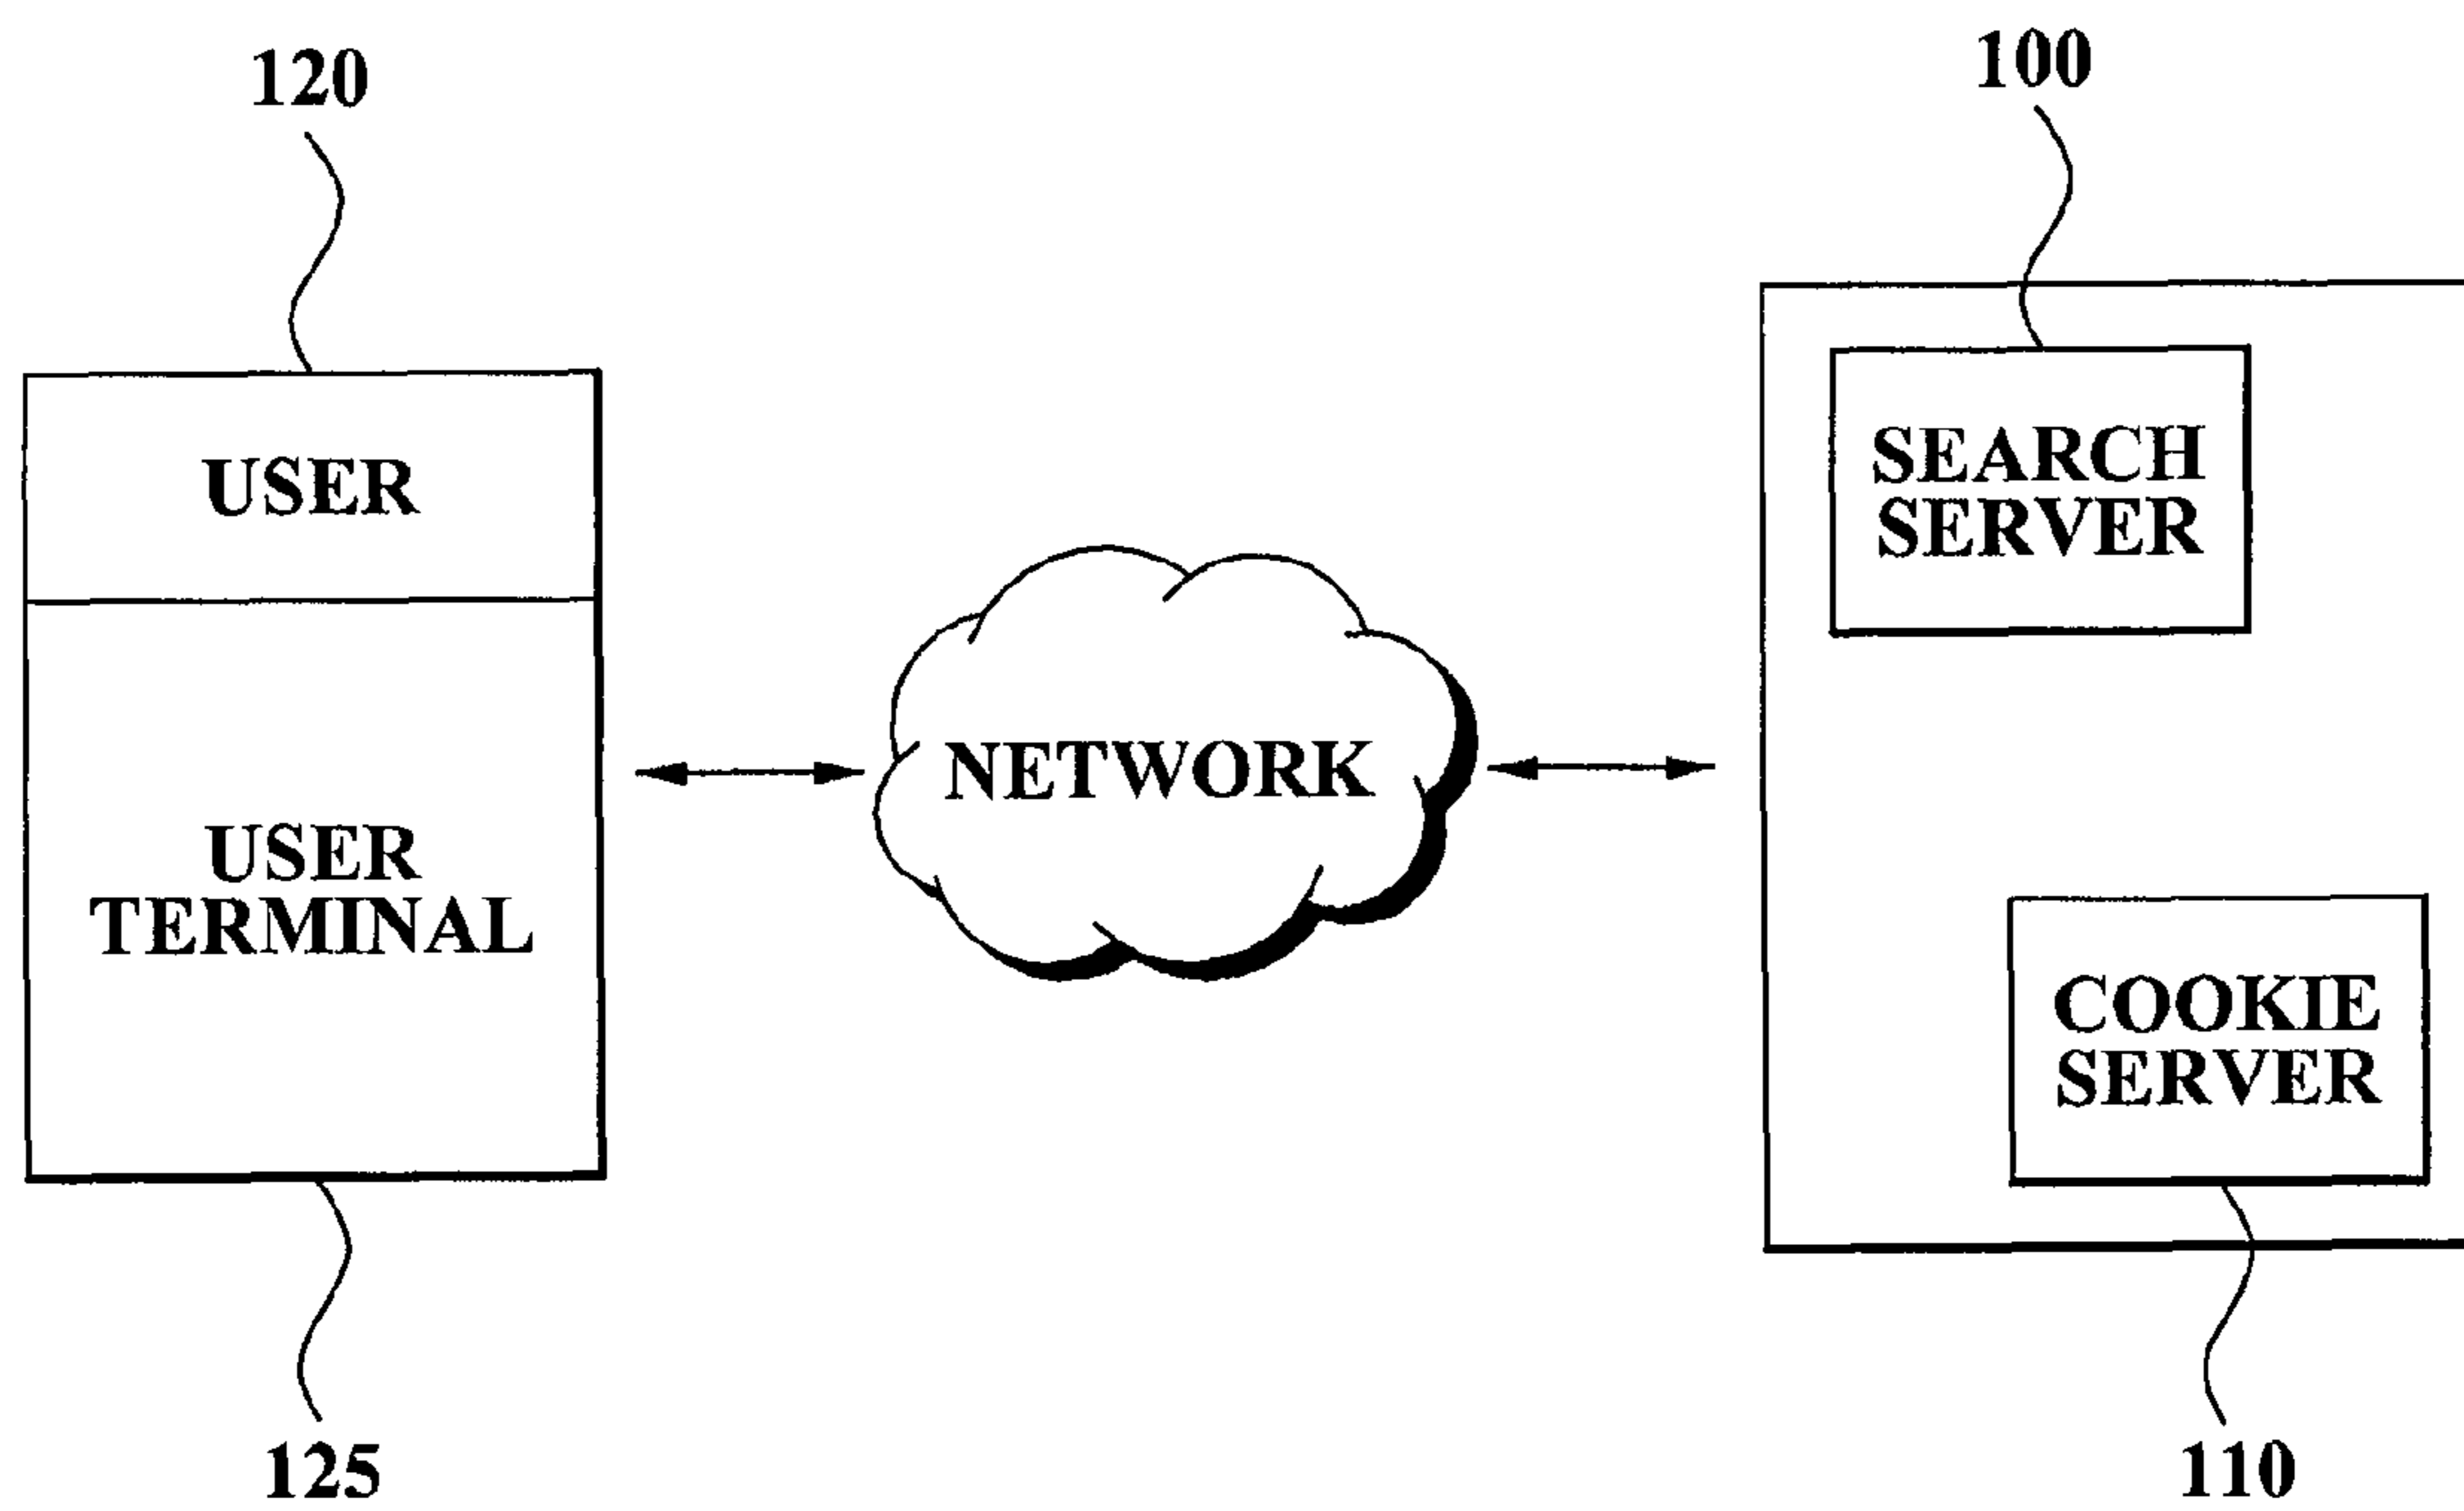 120
100
USER
SEARCH
SERVER
NETWORK
USER
TERMINAL
COOKIE
SERVER
125
110